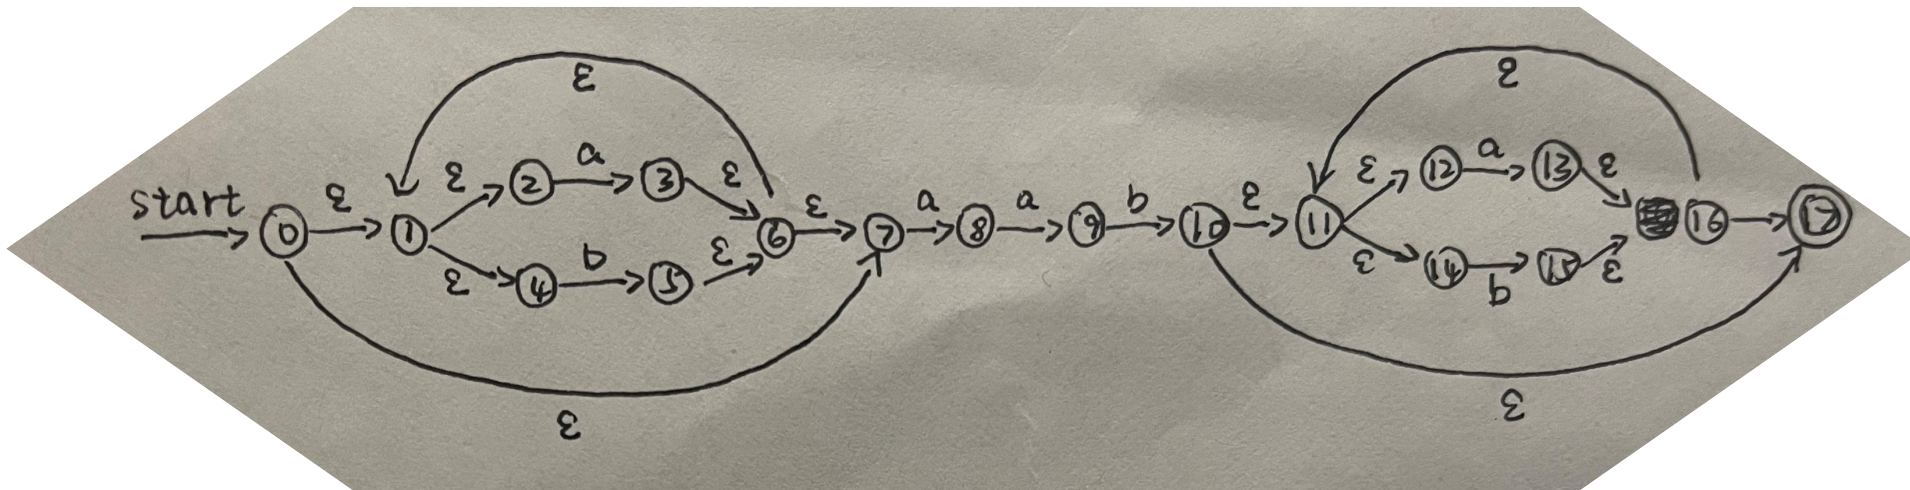 ε ε
ε a ε ε a ε
start 0 ε 1 2 3 6 ε 7 a 8 a 9 b 10 ε 11 12 13 16 17
ε 4 b 5 ε ε 14 b 15 ε
ε ε